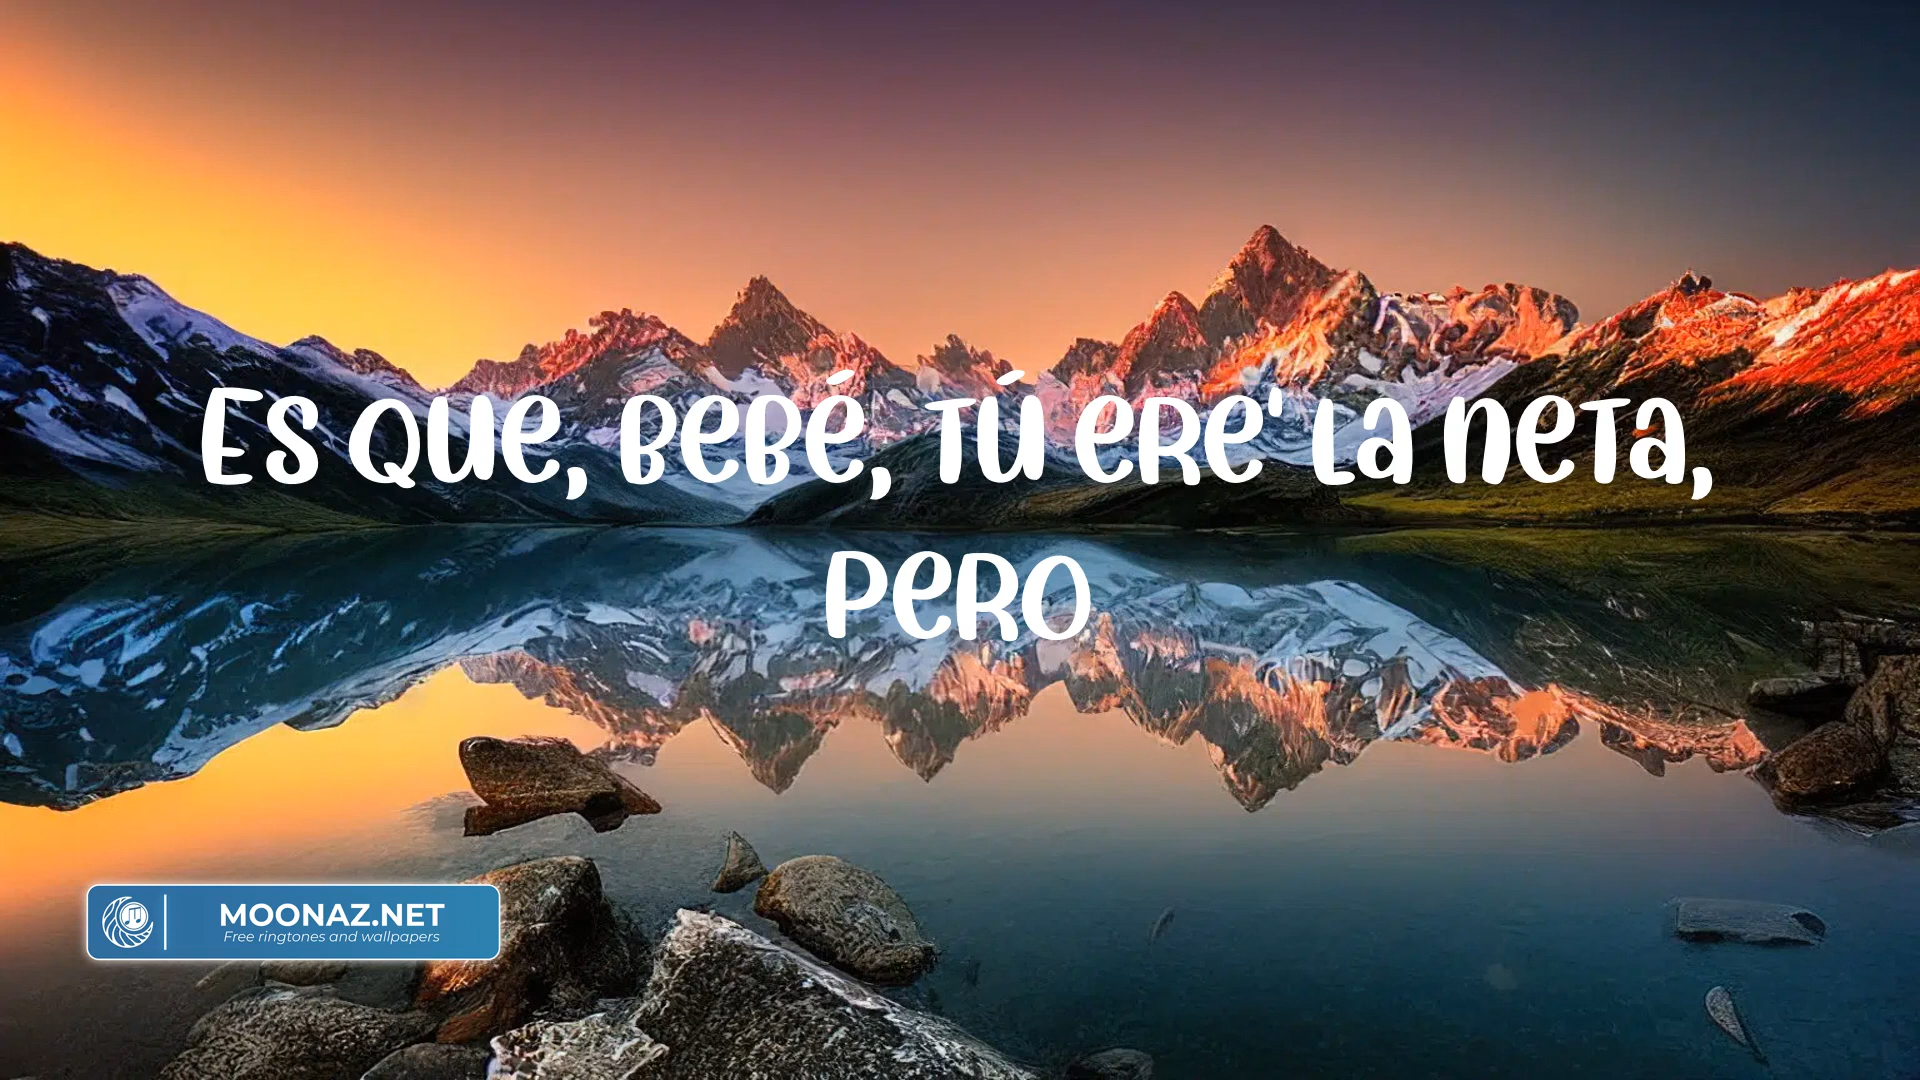 Es que, bebé, tú ere' la neta,
pero
MOONAZ.NET
Free ringtones and wallpapers